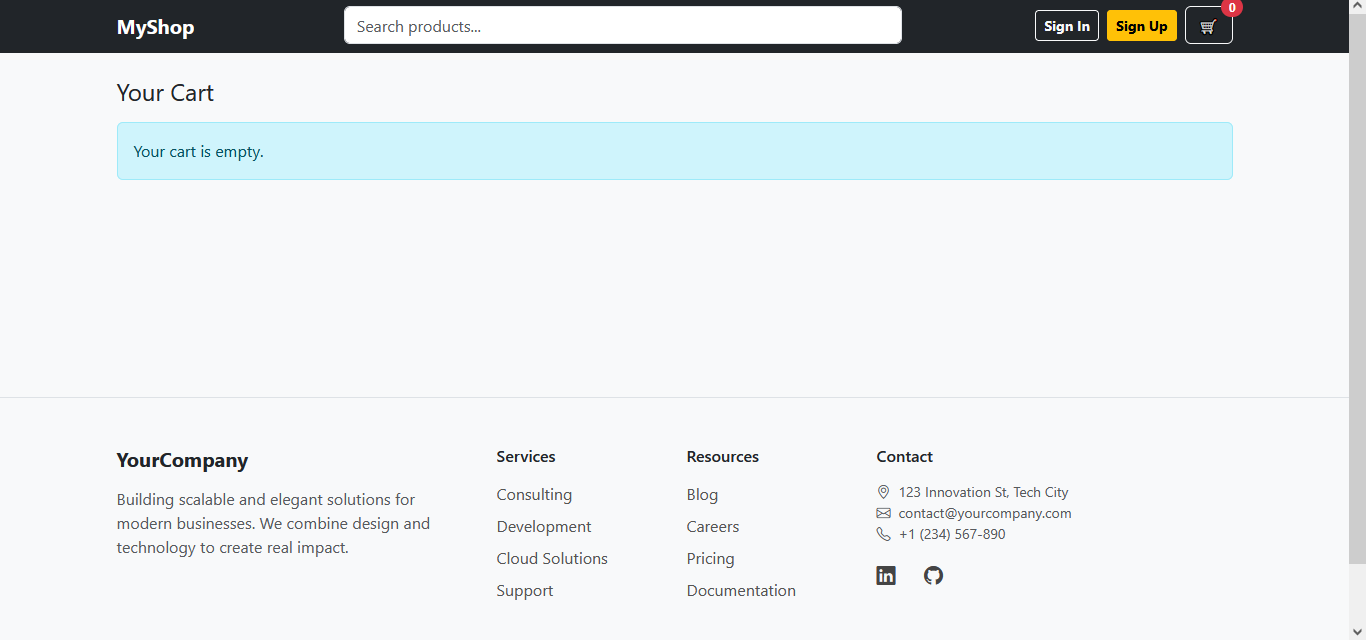 MyShop
Search products...
Sign In
Sign Up
0
Your Cart
Your cart is empty.
YourCompany
Building scalable and elegant solutions for
modern businesses. We combine design and
technology to create real impact.
Services
Consulting
Development
Cloud Solutions
Support
Resources
Blog
Careers
Pricing
Documentation
Contact
123 Innovation St, Tech City
contact@yourcompany.com
+1 (234) 567-890